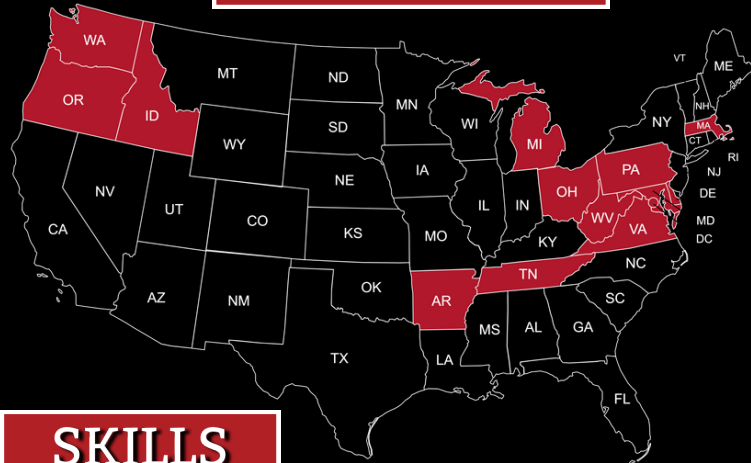 WA
MT
ND
MN
VT
ME
OR
ID
SD
WI
MI
NY
NH
MA
CT
RI
WY
IA
PA
NJ
NV
UT
CO
NE
IL
IN
OH
DE
CA
KS
MO
KY
WV
VA
MD
DC
AZ
NM
OK
AR
TN
NC
SC
TX
LA
MS
AL
GA
FL
SKILLS